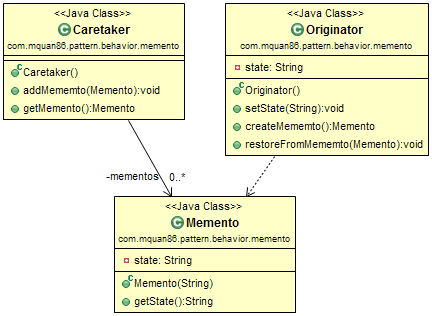 <<Java Class>>
Caretaker
com.mquan86.pattern.behavior.memento
Caretaker()
addMememto(Memento):void
getMemento():Memento
<<Java Class>>
Originator
com.mquan86.pattern.behavior.memento
state: String
Originator()
setState(String):void
createMememto():Memento
restoreFromMememto(Memento):void
-mementos
0..*
<<Java Class>>
Memento
com.mquan86.pattern.behavior.memento
state: String
Memento(String)
getState():String